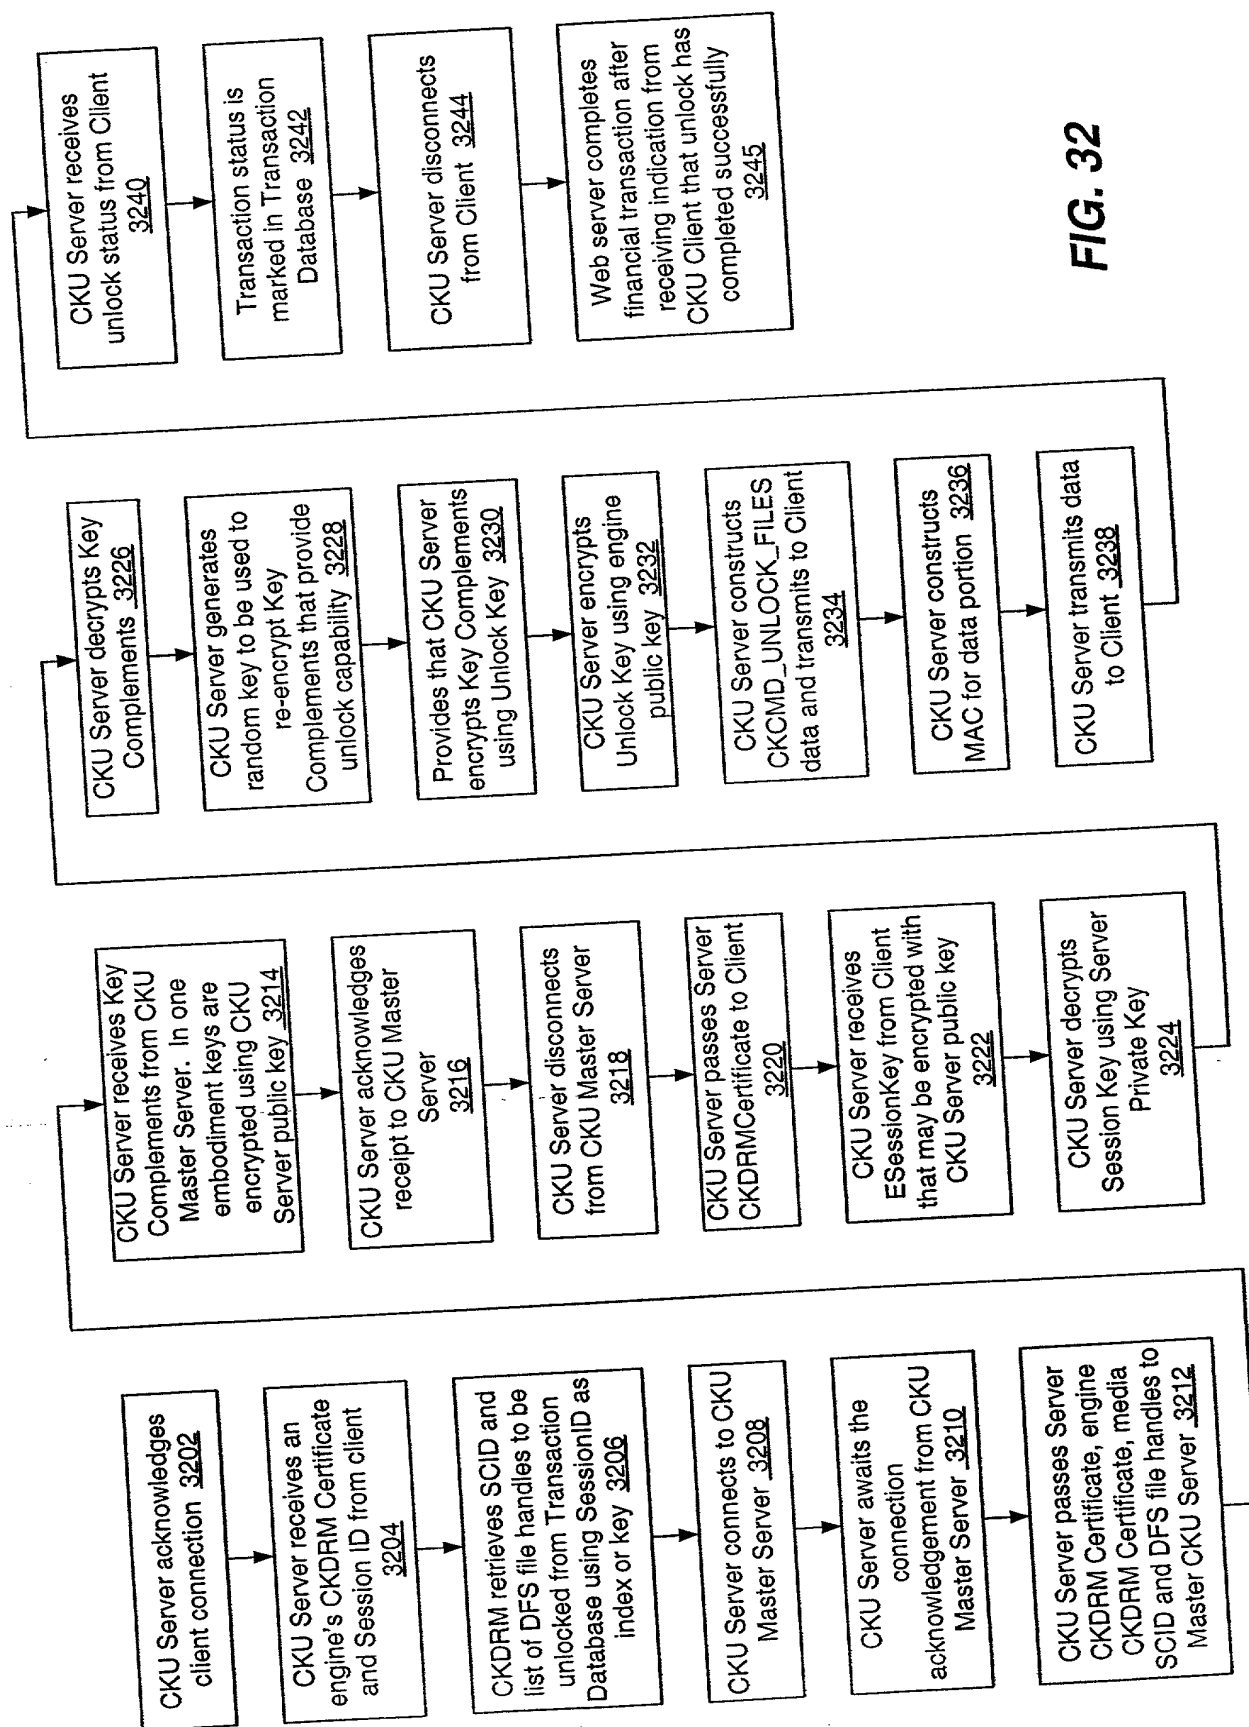 CKU Server acknowledges
client connection 3202
CKU Server receives an
engine's CKDRM Certificate
and Session ID from client
3204
CKDRM retrieves SCID and
list of DFS file handles to be
unlocked from Transaction
Database using SessionID as
index or key 3206
CKU Server connects to CKU
Master Server 3208
CKU Server awaits the
connection
acknowledgement from CKU
Master Server 3210
CKU Server passes Server
CKDRM Certificate, engine
CKDRM Certificate, media
SCID and DFS file handles to
Master CKU Server 3212
CKU Server receives Key
Complements from CKU
Master Server. In one
embodiment keys are
encrypted using CKU
Server public key 3214
CKU Server acknowledges
receipt to CKU Master
Server
3216
CKU Server disconnects
from CKU Master Server
3218
CKU Server passes Server
CKDRMCertificate to Client
3220
CKU Server receives
ESessionKey from Client
that may be encrypted with
CKU Server public key
3222
CKU Server decrypts
Session Key using Server
Private Key
3224
CKU Server decrypts Key
Complements 3226
CKU Server generates
random key to be used to
re-encrypt Key
Complements that provide
unlock capability 3228
Provides that CKU Server
encrypts Key Complements
using Unlock Key 3230
CKU Server encrypts
Unlock Key using engine
public key 3232
CKU Server constructs
CKCMD_UNLOCK_FILES
data and transmits to Client
3234
CKU Server constructs
MAC for data portion 3236
CKU Server transmits data
to Client 3238
CKU Server receives
unlock status from Client
3240
Transaction status is
marked in Transaction
Database 3242
CKU Server disconnects
from Client 3244
Web server completes
financial transaction after
receiving indication from
CKU Client that unlock has
completed successfully
3245
FIG. 32